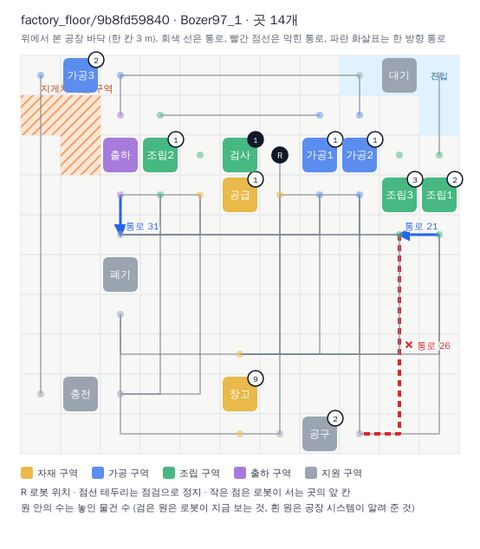 factory_floor/9b8fd59840 · Bozer97_1 · 곳 14개
위에서 본 공장 바닥 (한 칸 3 m). 회색 선은 통로, 빨간 점선은 막힌 통로, 파란 화살표는 한 방향 통로
가공3 2
대기
진입
지게차 구역
출하
조립2 1
검사 1
R
가공1 1
가공2 1
공급 1
조립3 3
조립1 2
통로 31
통로 21
폐기
✕ 통로 26
충전
창고 9
공구 2
자재 구역 가공 구역 조립 구역 출하 구역 지원 구역
R 로봇 위치 · 점선 테두리는 점검으로 정지 · 작은 점은 로봇이 서는 곳의 앞 칸
원 안의 수는 놓인 물건 수 (검은 원은 로봇이 지금 보는 것, 흰 원은 공장 시스템이 알려 준 것)